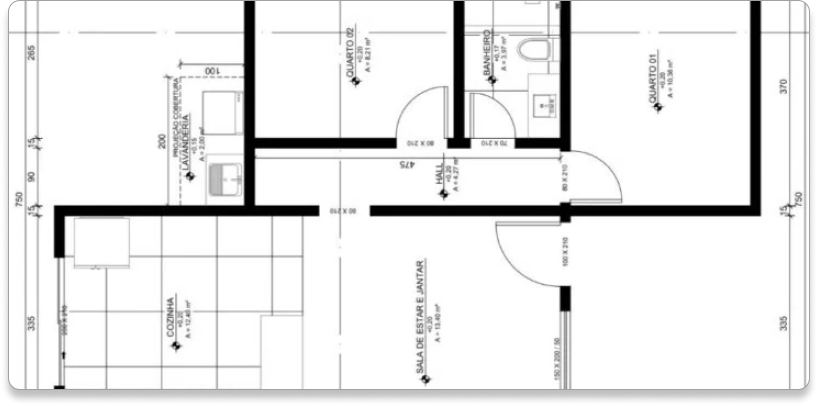 QUARTO 02
+0,20
A = 8,21 m²
BANHEIRO
+0,17
A = 3,97 m²
QUARTO 01
+0,20
A = 10,36 m²
PROJEÇÃO COBERTURA
LAVANDERIA
+0,15
A = 2,00 m²
100
200
265
15
90
15
750
335
370
15
750
335
80 X 210
70 X 210
475
HALL
+0,20
A = 4,27 m²
80 X 210
80 X 210
100 X 210
COZINHA
+0,20
A = 12,40 m²
200 X 210
SALA DE ESTAR E JANTAR
+0,20
A = 13,40 m²
150 X 200 / 50